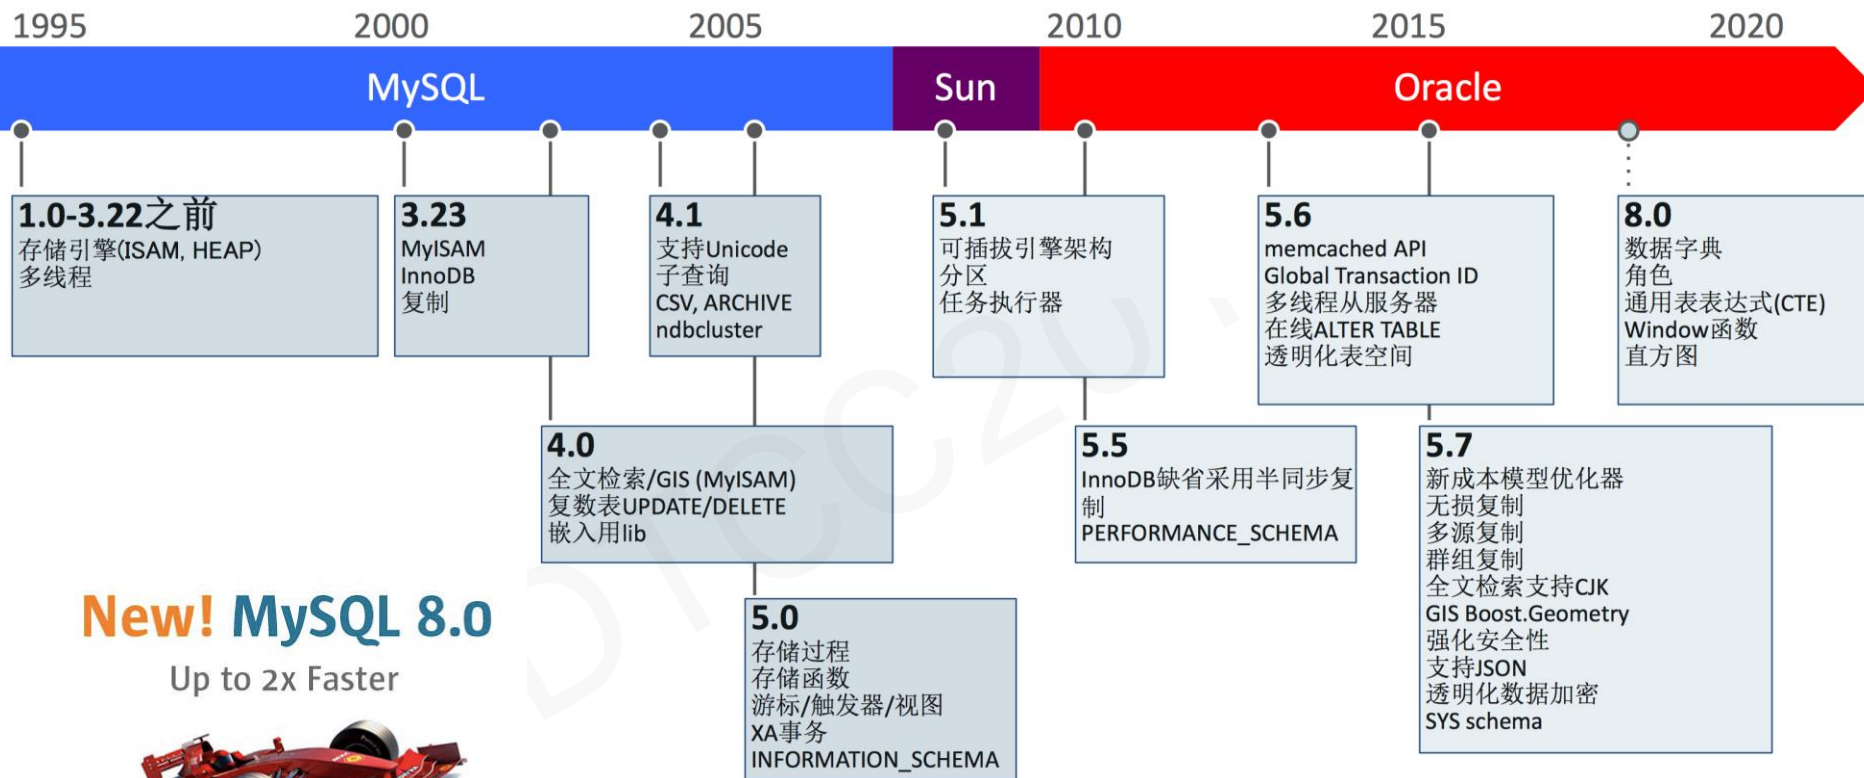 1995
2000
2005
2010
2015
2020
MySQL
Sun
Oracle
1.0-3.22之前
存储引擎(ISAM, HEAP)
多线程
3.23
MyISAM
InnoDB
复制
4.1
支持Unicode
子查询
CSV, ARCHIVE
ndbcluster
5.1
可插拔引擎架构
分区
任务执行器
5.6
memcached API
Global Transaction ID
多线程从服务器
在线ALTER TABLE
透明化表空间
8.0
数据字典
角色
通用表表达式(CTE)
Window函数
直方图
4.0
全文检索/GIS (MyISAM)
复数表UPDATE/DELETE
嵌入用lib
5.5
InnoDB缺省采用半同步复
制
PERFORMANCE_SCHEMA
5.7
新成本模型优化器
无损复制
多源复制
群组复制
全文检索支持CJK
GIS Boost.Geometry
强化安全性
支持JSON
透明化数据加密
SYS schema
5.0
存储过程
存储函数
游标/触发器/视图
XA事务
INFORMATION_SCHEMA
New! MySQL 8.0
Up to 2x Faster